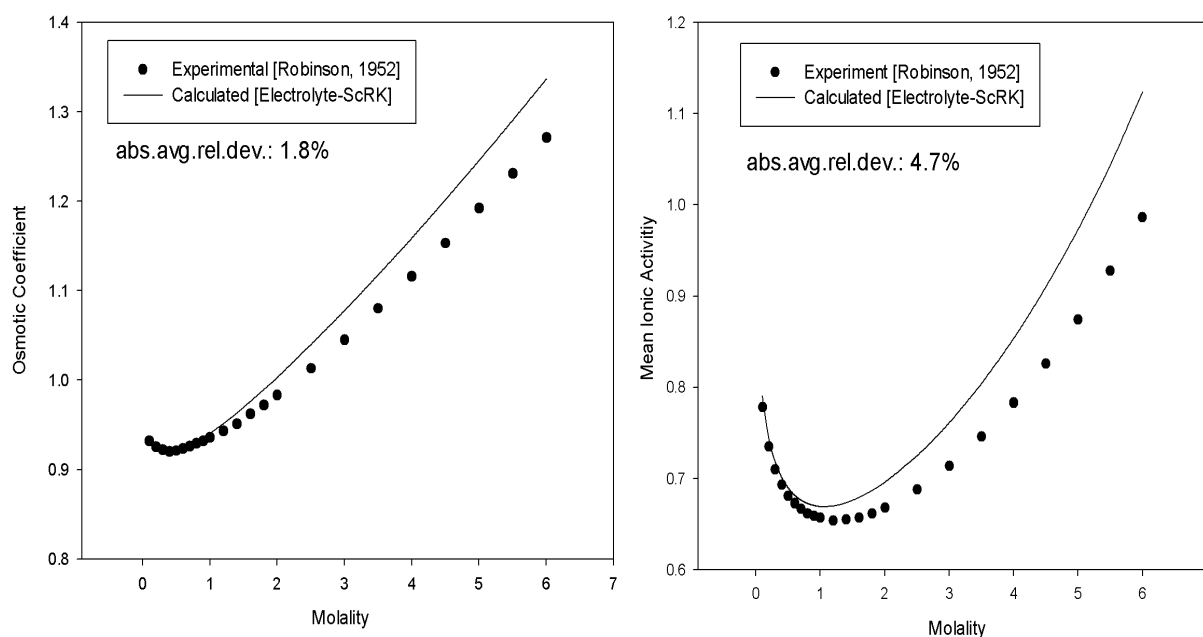 1.4
1.3
1.2
1.1
1.0
0.9
0.8
Osmotic Coefficient
Experimental [Robinson, 1952]
Calculated [Electrolyte-ScRK]
abs.avg.rel.dev.: 1.8%
0 1 2 3 4 5 6 7
Molality
1.2
1.1
1.0
0.9
0.8
0.7
0.6
Mean Ionic Activitiy
Experiment [Robinson, 1952]
Calculated [Electrolyte-ScRK]
abs.avg.rel.dev.: 4.7%
0 1 2 3 4 5 6
Molality